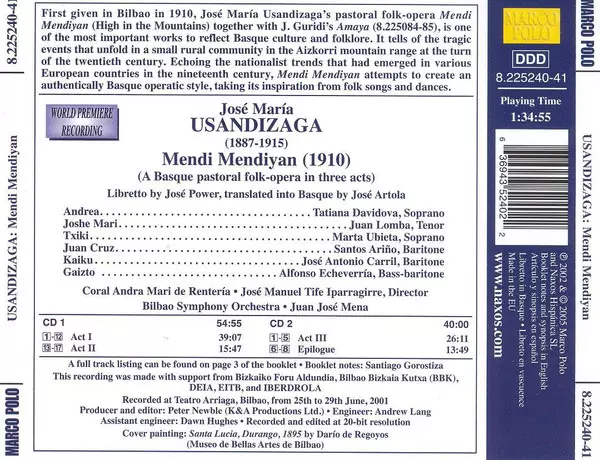 8.225240-41
MARCO POLO
USANDIZAGA: Mendi Mendiyan
MARCO POLO
8.225240-41
First given in Bilbao in 1910, José María Usandizaga's pastoral folk-opera Mendi
Mendiyan (High in the Mountains) together with J. Guridi's Amaya (8.225084-85), is one
of the most important works to reflect Basque culture and folklore. It tells of the tragic
events that unfold in a small rural community in the Aizkorri mountain range at the turn
of the twentieth century. Echoing the nationalist trends that had emerged in various
European countries in the nineteenth century, Mendi Mendiyan attempts to create an
authentically Basque operatic style, taking its inspiration from folk songs and dances.
WORLD PREMIERE
RECORDING
José María
USANDIZAGA
(1887-1915)
Mendi Mendiyan (1910)
(A Basque pastoral folk-opera in three acts)
Libretto by José Power, translated into Basque by José Artola
Andrea Tatiana Davidova, Soprano
Joshe Mari Juan Lomba, Tenor
Txiki Marta Ubieta, Soprano
Juan Cruz Santos Ariño, Baritone
Kaiku José Antonio Carril, Baritone
Gaizto Alfonso Echeverría, Bass-baritone
Coral Andra Mari de Rentería • José Manuel Tife Iparragirre, Director
Bilbao Symphony Orchestra • Juan José Mena
CD 1 54:55 CD 2 40:00
1-12 Act I 39:07 1-5 Act III 26:11
13-17 Act II 15:47 6-8 Epilogue 13:49
A full track listing can be found on page 3 of the booklet • Booklet notes: Santiago Gorostiza
This recording was made with support from Bizkaiko Foru Aldundia, Bilbao Bizkaia Kutxa (BBK),
DEIA, EITB, and IBERDROLA
Recorded at Teatro Arriaga, Bilbao, from 25th to 29th June, 2001
Producer and editor: Peter Newble (K&A Productions Ltd.) • Engineer: Andrew Lang
Assistant engineer: Dawn Hughes • Recorded and edited at 20-bit resolution
Cover painting: Santa Lucia, Durango, 1895 by Darío de Regoyos
(Museo de Bellas Artes de Bilbao)
MARCO
POLO
DDD
8.225240-41
Playing Time
1:34:55
6 36943 52402 2
www.naxos.com
℗ 2002 & © 2005 Marco Polo
and Naxos Hispánica SL
Booklet notes and synopsis in English
Artículo y sinopsis en español
Libretto in Basque • Libreto en vascuence
Made in the EU
MARCO POLO
USANDIZAGA: Mendi Mendiyan
8.225240-41